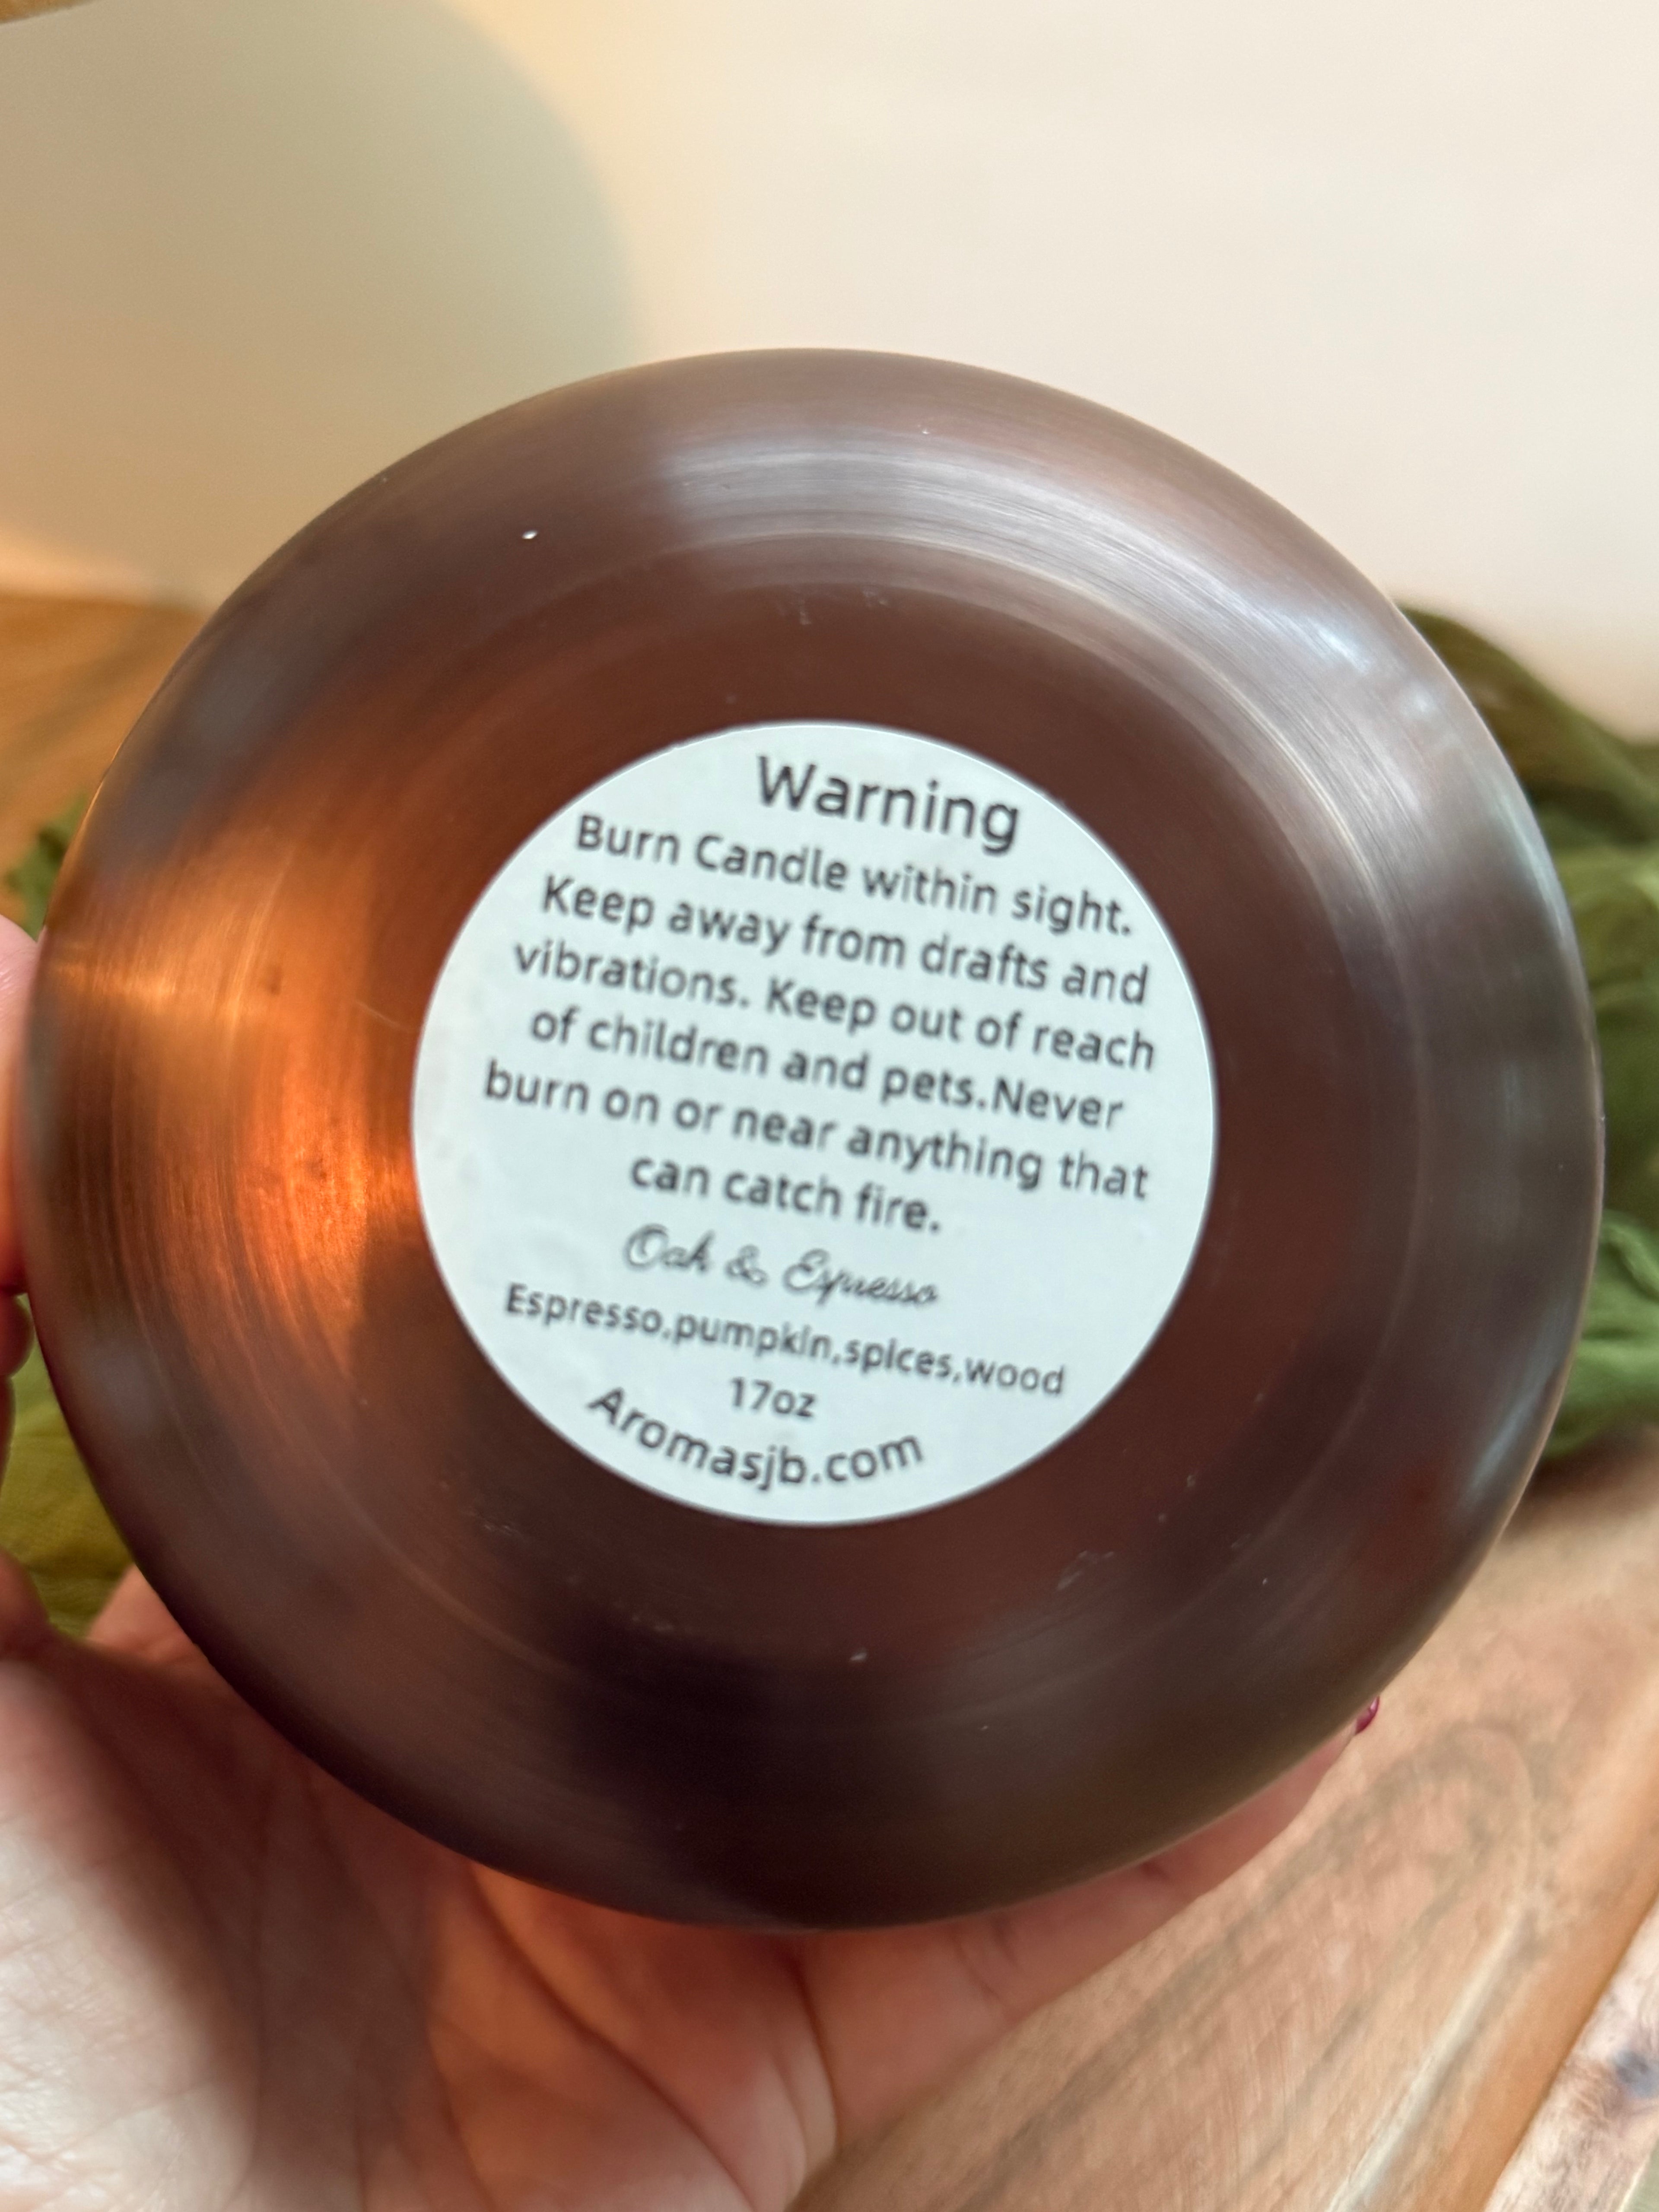 Warning
Burn Candle within sight.
Keep away from drafts and
vibrations. Keep out of reach
of children and pets.Never
burn on or near anything that
can catch fire.
Oak & Espresso
Espresso,pumpkin,spices,wood
17oz
Aromasjb.com